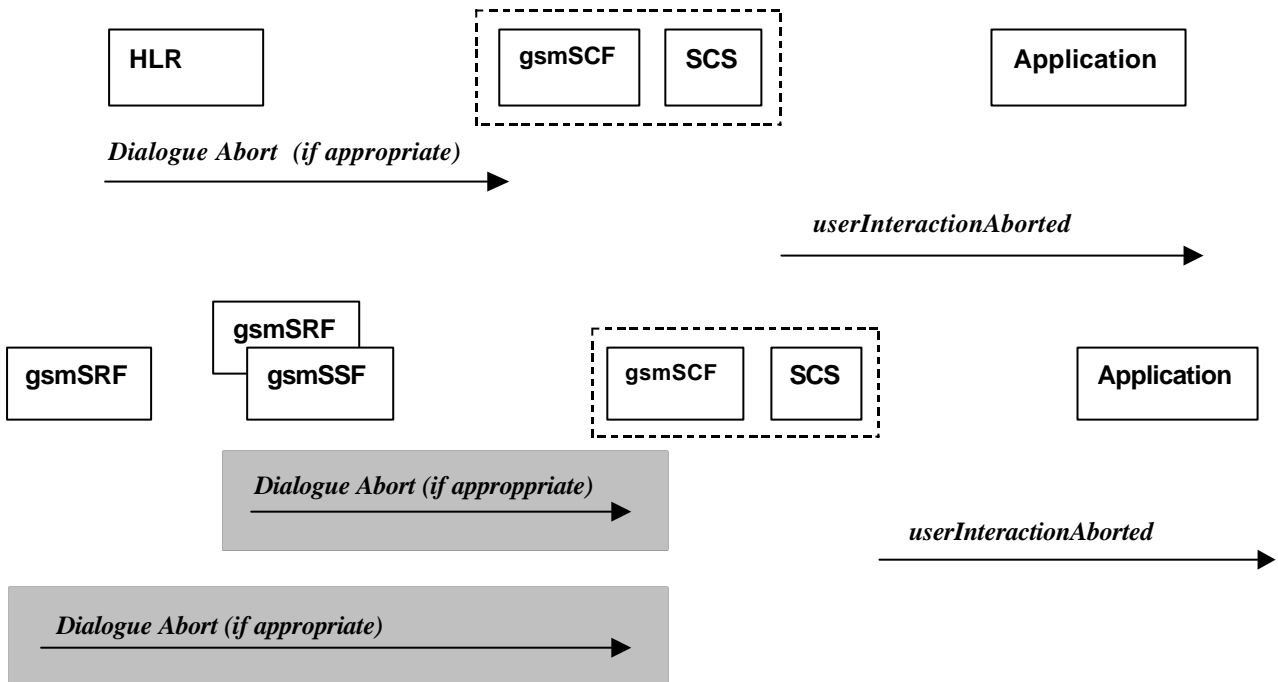 HLR
gsmSCF
SCS
Application
Dialogue Abort (if appropriate)
userInteractionAborted
gsmSRF
gsmSRF
gsmSSF
gsmSCF
SCS
Application
Dialogue Abort (if approppriate)
userInteractionAborted
Dialogue Abort (if appropriate)